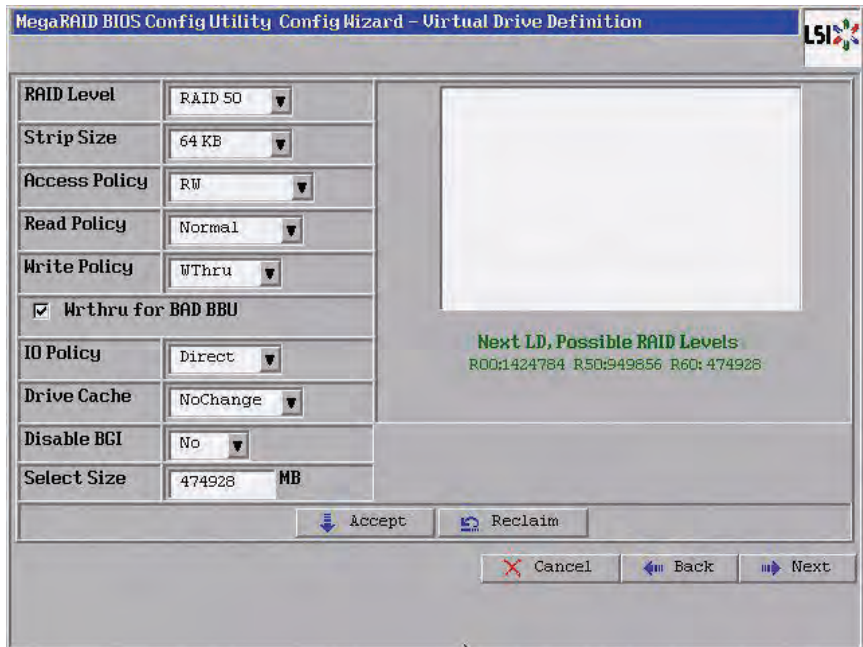 MegaRAID BIOS Config Utility Config Wizard – Virtual Drive Definition
LSI
RAID Level RAID 50
Strip Size 64 KB
Access Policy RW
Read Policy Normal
Write Policy WThru
Wrthru for BAD BBU
IO Policy Direct
Drive Cache NoChange
Disable BGI No
Select Size 474928 MB
Next LD, Possible RAID Levels
R00:1424784 R50:949856 R60: 474928
Accept Reclaim
Cancel Back Next